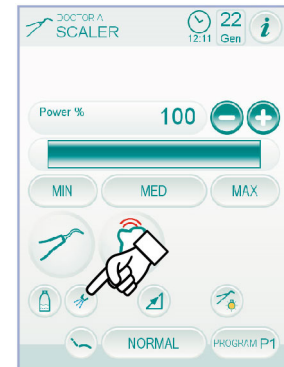 DOCTOR A
SCALER
12:11
22
Gen
i
Power %
100
MIN
MED
MAX
NORMAL
PROGRAM P1